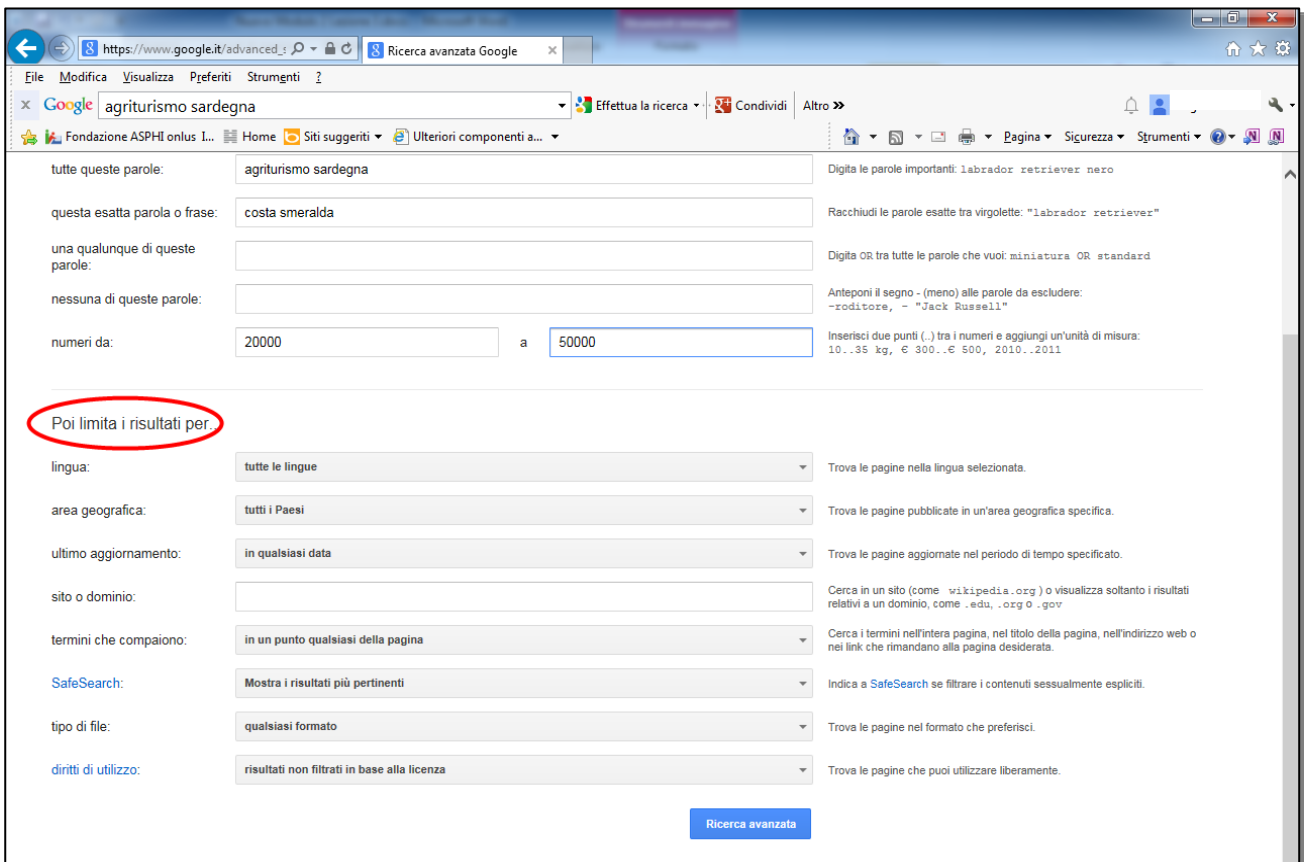 https://www.google.it/advanced_s
Ricerca avanzata Google
File Modifica Visualizza Preferiti Strumenti ?
Google agriturismo sardegna Effettua la ricerca Condividi Altro »
Fondazione ASPHI onlus I... Home Siti suggeriti Ulteriori componenti a... Pagina Sicurezza Strumenti
tutte queste parole: agriturismo sardegna Digita le parole importanti: labrador retriever nero
questa esatta parola o frase: costa smeralda Racchiudi le parole esatte tra virgolette: "labrador retriever"
una qualunque di queste
parole:
Digita OR tra tutte le parole che vuoi: miniatura OR standard
nessuna di queste parole:
Anteponi il segno - (meno) alle parole da escludere:
-roditore, - "Jack Russell"
numeri da: 20000 a 50000
Inserisci due punti (..) tra i numeri e aggiungi un'unità di misura:
10..35 kg, € 300..€ 500, 2010..2011
Poi limita i risultati per...
lingua: tutte le lingue Trova le pagine nella lingua selezionata.
area geografica: tutti i Paesi Trova le pagine pubblicate in un'area geografica specifica.
ultimo aggiornamento: in qualsiasi data Trova le pagine aggiornate nel periodo di tempo specificato.
sito o dominio:
Cerca in un sito (come wikipedia.org ) o visualizza soltanto i risultati
relativi a un dominio, come .edu, .org o .gov
termini che compaiono: in un punto qualsiasi della pagina
Cerca i termini nell'intera pagina, nel titolo della pagina, nell'indirizzo web o
nei link che rimandano alla pagina desiderata.
SafeSearch: Mostra i risultati più pertinenti Indica a SafeSearch se filtrare i contenuti sessualmente espliciti.
tipo di file: qualsiasi formato Trova le pagine nel formato che preferisci.
diritti di utilizzo: risultati non filtrati in base alla licenza Trova le pagine che puoi utilizzare liberamente.
Ricerca avanzata